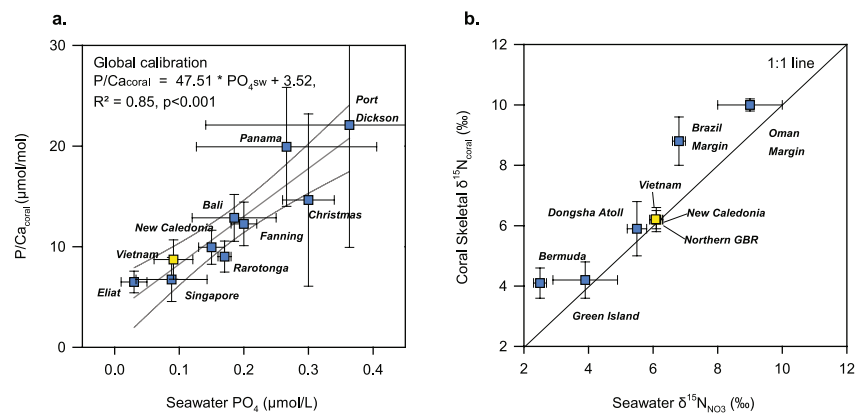 a.
30
20
10
0
P/Ca coral (μmol/mol)
Global calibration
P/Cacoral = 47.51 * PO₄sw + 3.52,
R² = 0.85, p<0.001
Port
Dickson
Panama
Bali
New Caledonia
Christmas
Fanning
Vietnam
Rarotonga
Eliat
Singapore
0.0 0.1 0.2 0.3 0.4
Seawater PO₄ (μmol/L)
b.
12
10
8
6
4
2
Coral Skeletal δ¹⁵Ncoral (‰)
1:1 line
Brazil
Margin
Oman
Margin
Vietnam
Dongsha Atoll
New Caledonia
Northern GBR
Bermuda
Green Island
2 4 6 8 10 12
Seawater δ¹⁵NNO3 (‰)